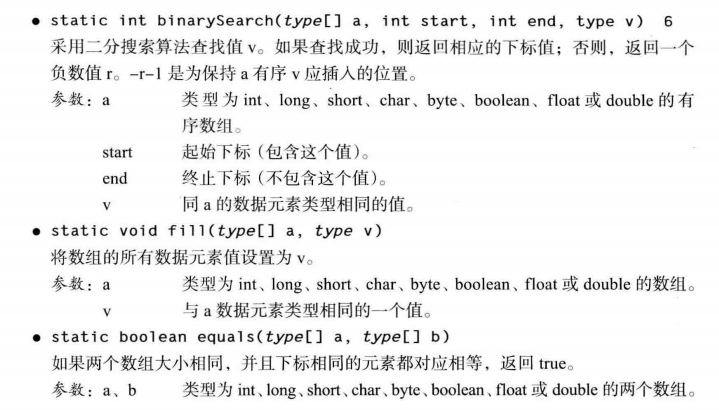 ● static int binarySearch(type[] a, int start, int end, type v) 6
采用二分搜索算法查找值 v。如果查找成功，则返回相应的下标值；否则，返回一个
负数值 r。-r-1 是为保持 a 有序 v 应插入的位置。
参数：a 类型为 int、long、short、char、byte、boolean、float 或 double 的有
序数组。
start 起始下标（包含这个值）。
end 终止下标（不包含这个值）。
v 同 a 的数据元素类型相同的值。
● static void fill(type[] a, type v)
将数组的所有数据元素值设置为 v。
参数：a 类型为 int、long、short、char、byte、boolean、float 或 double 的数组。
v 与 a 数据元素类型相同的一个值。
● static boolean equals(type[] a, type[] b)
如果两个数组大小相同，并且下标相同的元素都对应相等，返回 true。
参数：a、b 类型为 int、long、short、char、byte、boolean、float 或 double 的两个数组。